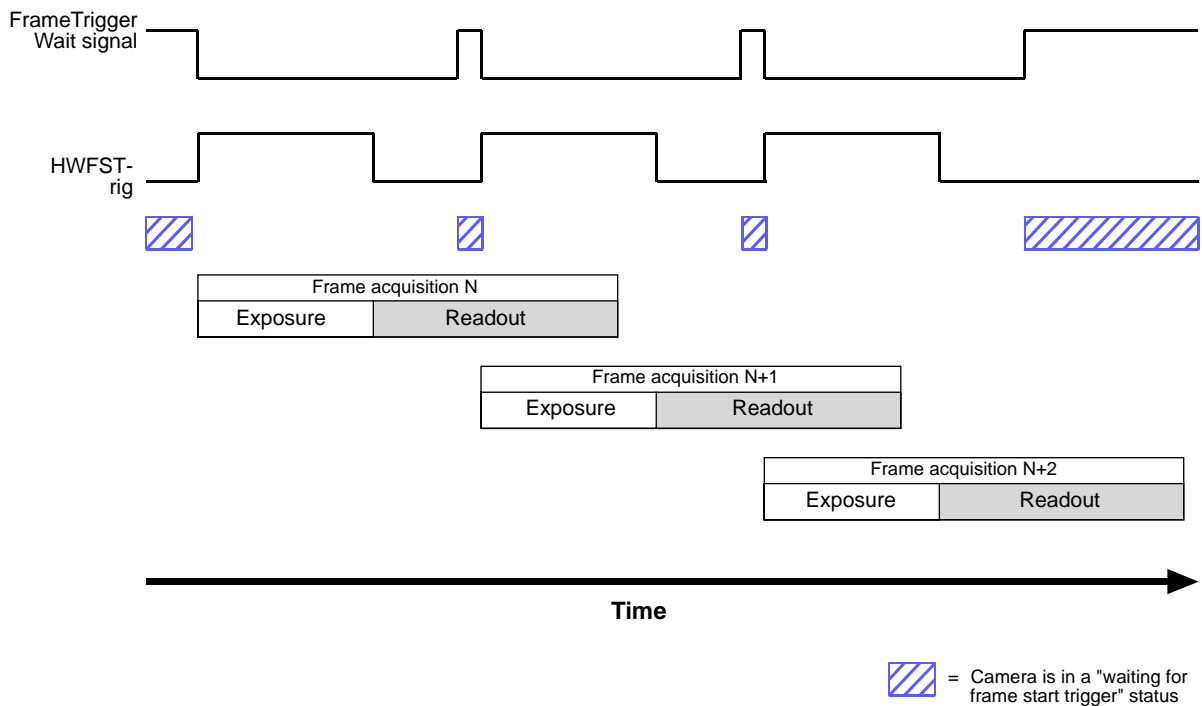 FrameTrigger
Wait signal
HWFST-
rig
Frame acquisition N
Exposure
Readout
Frame acquisition N+1
Exposure
Readout
Frame acquisition N+2
Exposure
Readout
Time
= Camera is in a "waiting for
frame start trigger" status